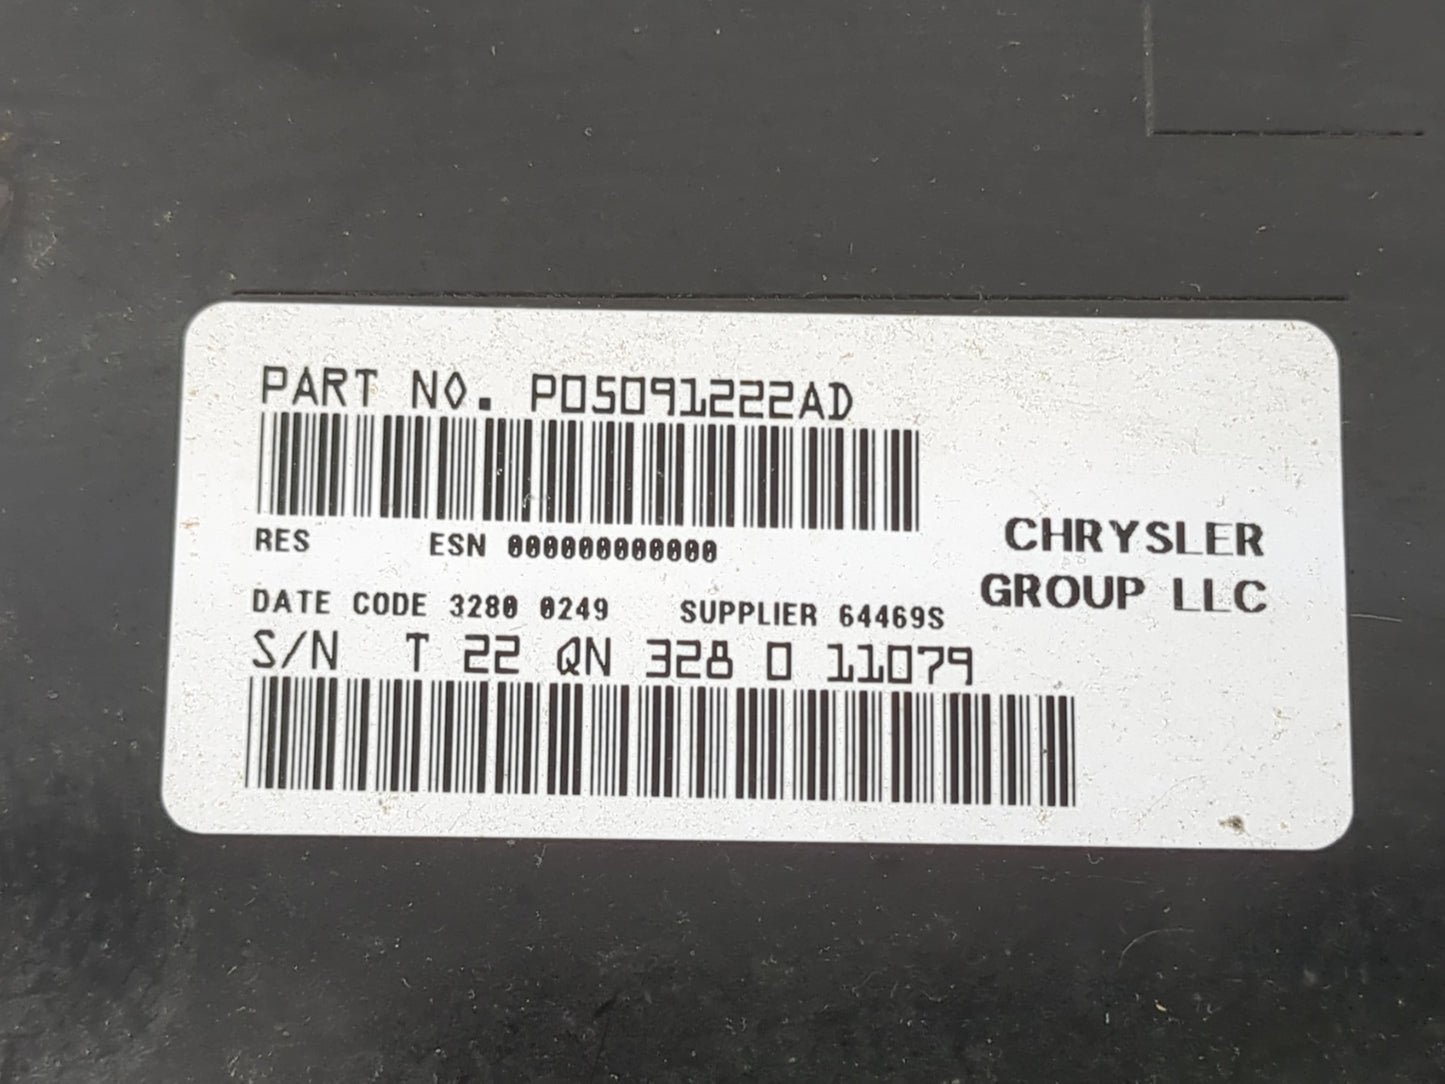 PART NO. P05091222AD
RES ESN 000000000000
DATE CODE 3280 0249 SUPPLIER 64469S
S/N T 22 QN 328 0 11079
CHRYSLER
GROUP LLC